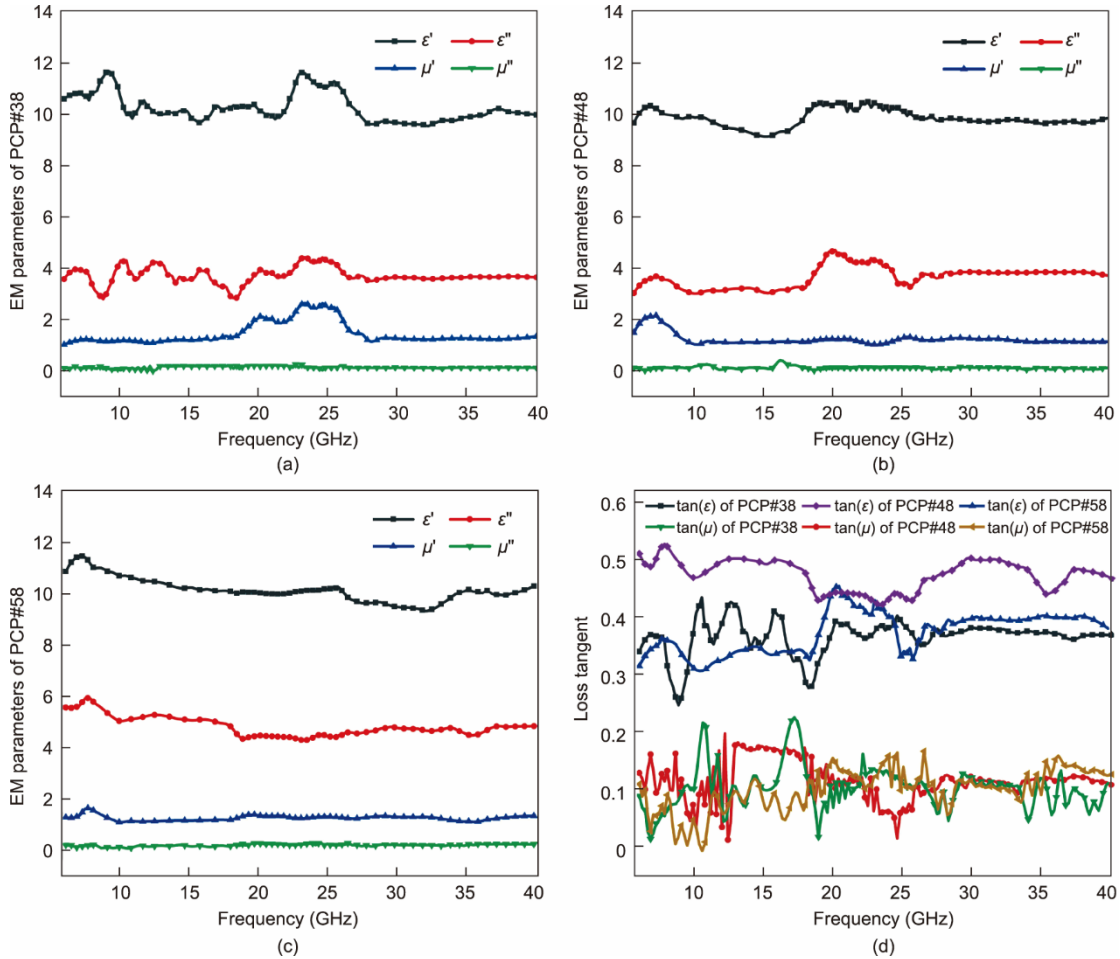 14
12
10
8
6
4
2
0
EM parameters of PCP#38
ε' ε"
μ' μ"
10 15 20 25 30 35 40
Frequency (GHz)
(a)
14
12
10
8
6
4
2
0
EM parameters of PCP#48
ε' ε"
μ' μ"
10 15 20 25 30 35 40
Frequency (GHz)
(b)
14
12
10
8
6
4
2
0
EM parameters of PCP#58
ε' ε"
μ' μ"
10 15 20 25 30 35 40
Frequency (GHz)
(c)
0.6
0.5
0.4
0.3
0.2
0.1
0
Loss tangent
tan(ε) of PCP#38 tan(ε) of PCP#48 tan(ε) of PCP#58
tan(μ) of PCP#38 tan(μ) of PCP#48 tan(μ) of PCP#58
10 15 20 25 30 35 40
Frequency (GHz)
(d)